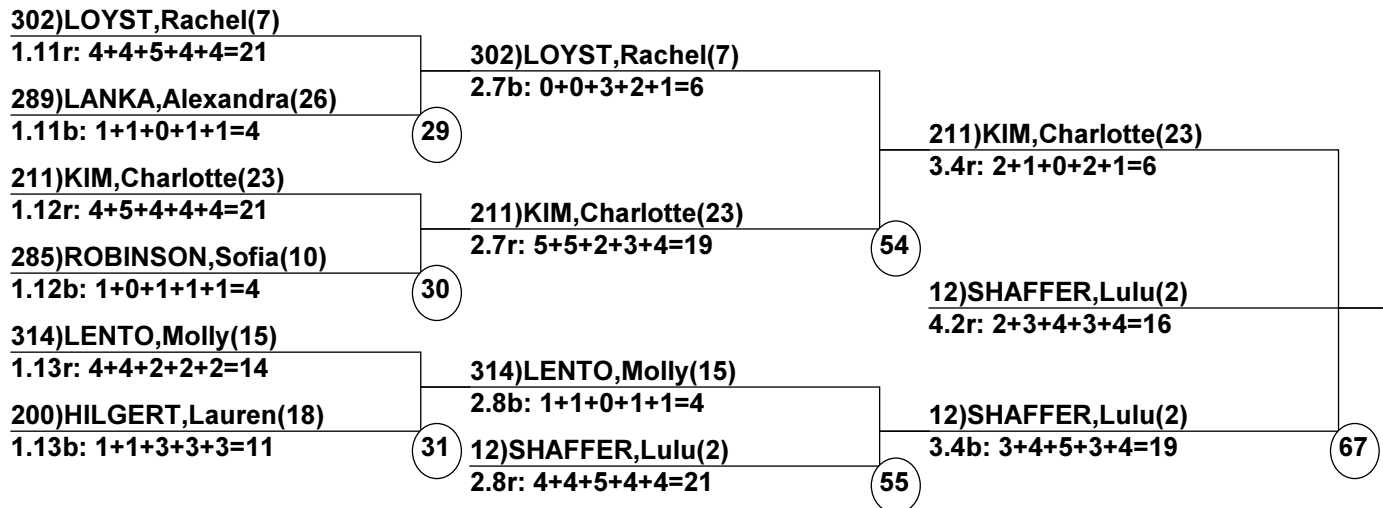 302)LOYST,Rachel(7)
1.11r: 4+4+5+4+4=21
289)LANKA,Alexandra(26)
1.11b: 1+1+0+1+1=4
29
211)KIM,Charlotte(23)
1.12r: 4+5+4+4+4=21
285)ROBINSON,Sofia(10)
1.12b: 1+0+1+1+1=4
30
314)LENTO,Molly(15)
1.13r: 4+4+2+2+2=14
200)HILGERT,Lauren(18)
1.13b: 1+1+3+3+3=11
31
302)LOYST,Rachel(7)
2.7b: 0+0+3+2+1=6
211)KIM,Charlotte(23)
2.7r: 5+5+2+3+4=19
54
314)LENTO,Molly(15)
2.8b: 1+1+0+1+1=4
12)SHAFFER,Lulu(2)
2.8r: 4+4+5+4+4=21
55
211)KIM,Charlotte(23)
3.4r: 2+1+0+2+1=6
12)SHAFFER,Lulu(2)
4.2r: 2+3+4+3+4=16
12)SHAFFER,Lulu(2)
3.4b: 3+4+5+3+4=19
67